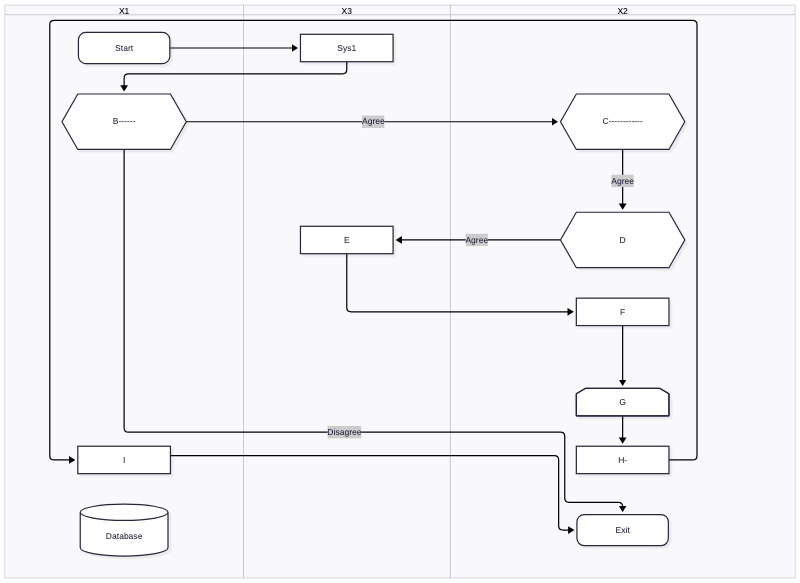 X1
X3
X2
Start
Sys1
B------
Agree
C------------
Agree
E
Agree
D
F
G
Disagree
I
H-
Database
Exit